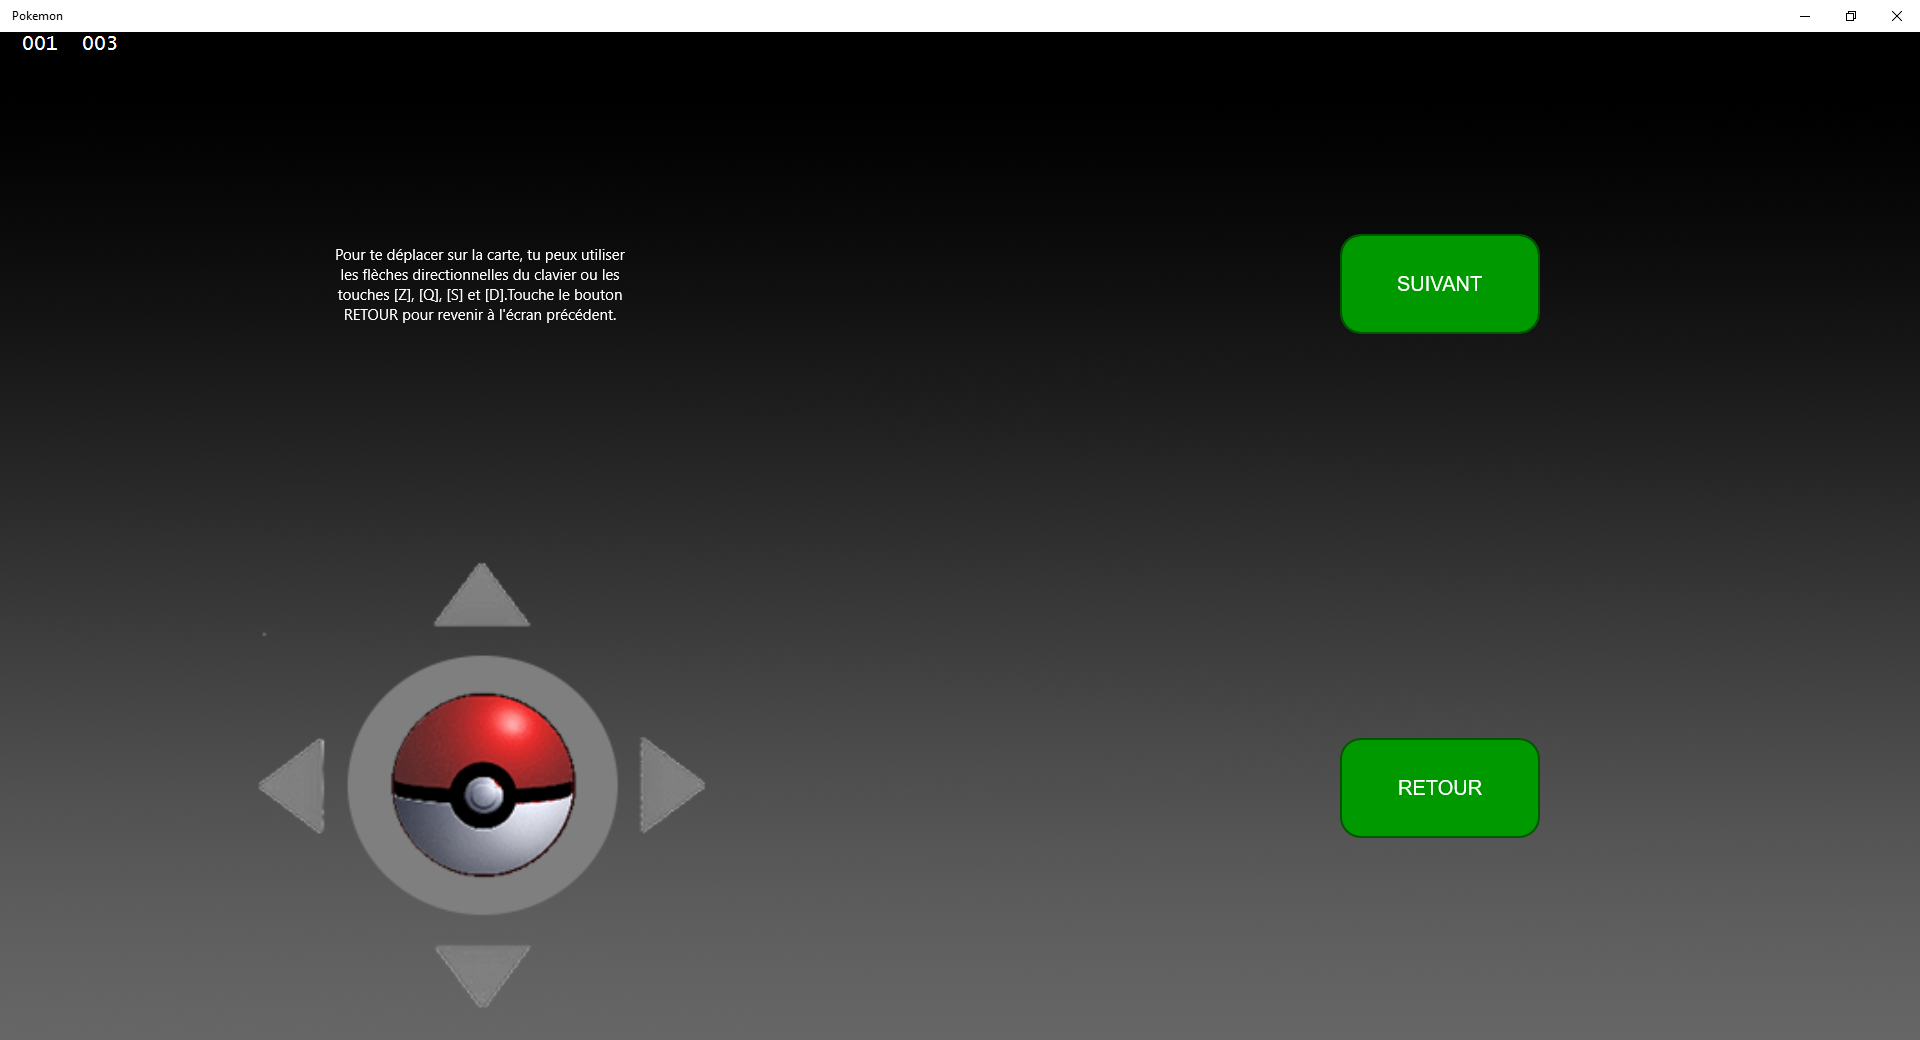 Pokemon
001 003
Pour te déplacer sur la carte, tu peux utiliser
les flèches directionnelles du clavier ou les
touches [Z], [Q], [S] et [D].Touche le bouton
RETOUR pour revenir à l'écran précédent.
SUIVANT
RETOUR